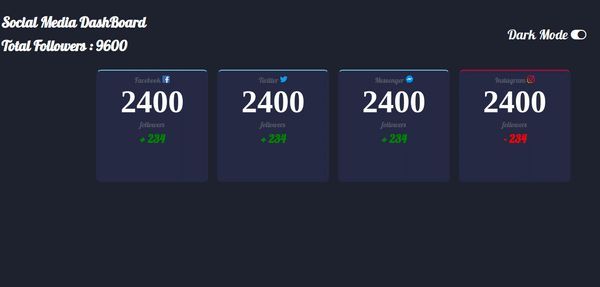 Social Media DashBoard
Total Followers : 9600
Dark Mode
Facebook
2400
followers
+ 234
Twitter
2400
followers
+ 234
Messenger
2400
followers
+ 234
Instagram
2400
followers
- 234